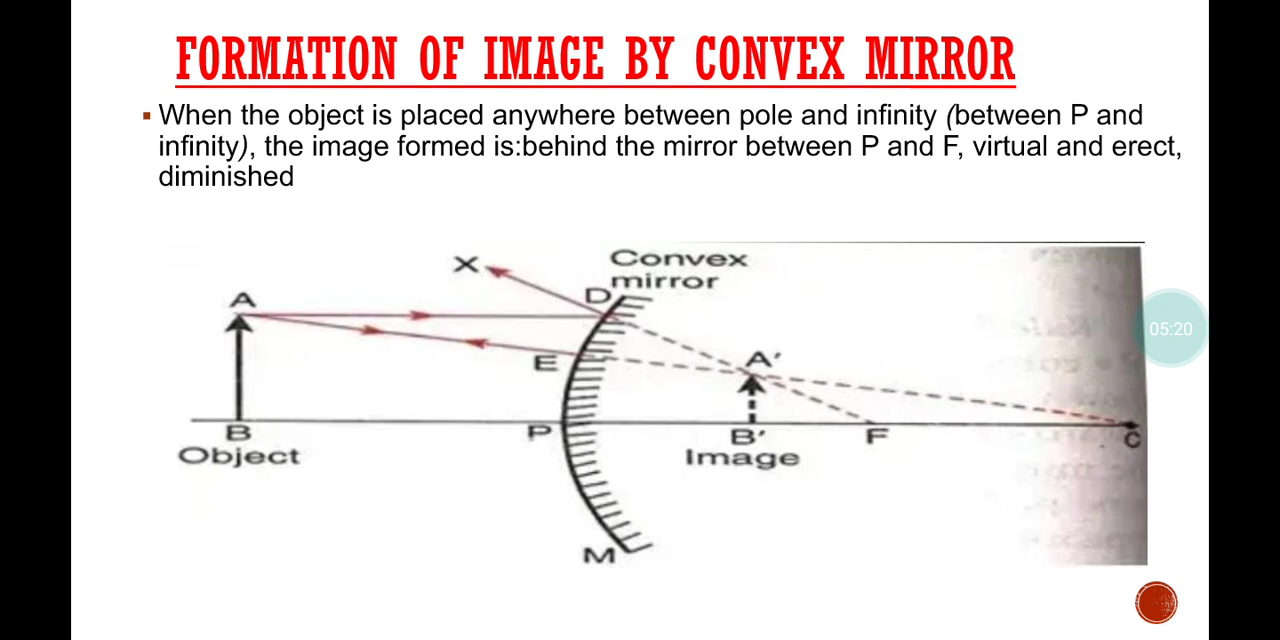 FORMATION OF IMAGE BY CONVEX MIRROR
▪ When the object is placed anywhere between pole and infinity (between P and
infinity), the image formed is:behind the mirror between P and F, virtual and erect,
diminished
X
Convex
mirror
D
A
E
A′
05:20
B
Object
P
B′
Image
F
C
M